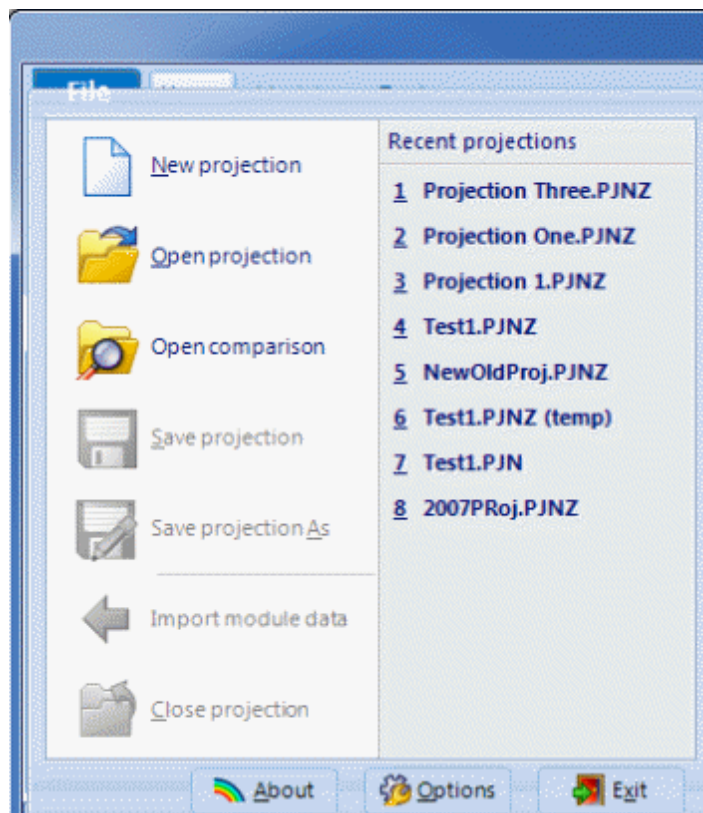 File
New projection
Open projection
Open comparison
Save projection
Save projection As
Import module data
Close projection
Recent projections
1 Projection Three.PJNZ
2 Projection One.PJNZ
3 Projection 1.PJNZ
4 Test1.PJNZ
5 NewOldProj.PJNZ
6 Test1.PJNZ (temp)
7 Test1.PJN
8 2007PRoj.PJNZ
About Options Exit